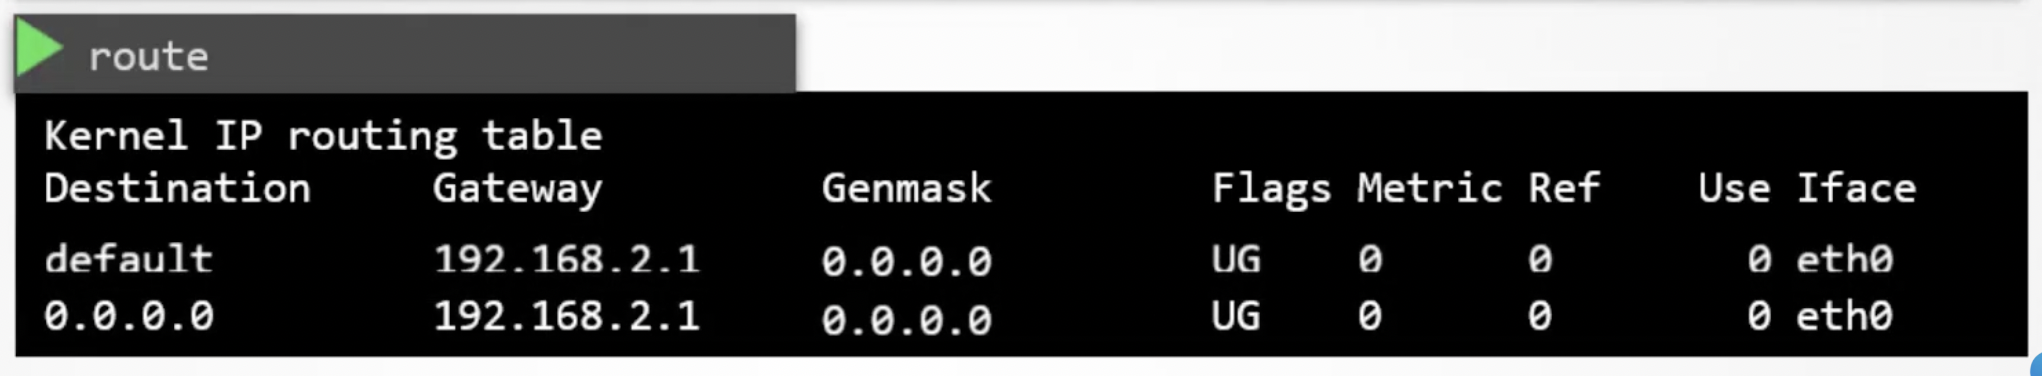 route
Kernel IP routing table
Destination Gateway Genmask Flags Metric Ref Use Iface
default 192.168.2.1 0.0.0.0 UG 0 0 0 eth0
0.0.0.0 192.168.2.1 0.0.0.0 UG 0 0 0 eth0